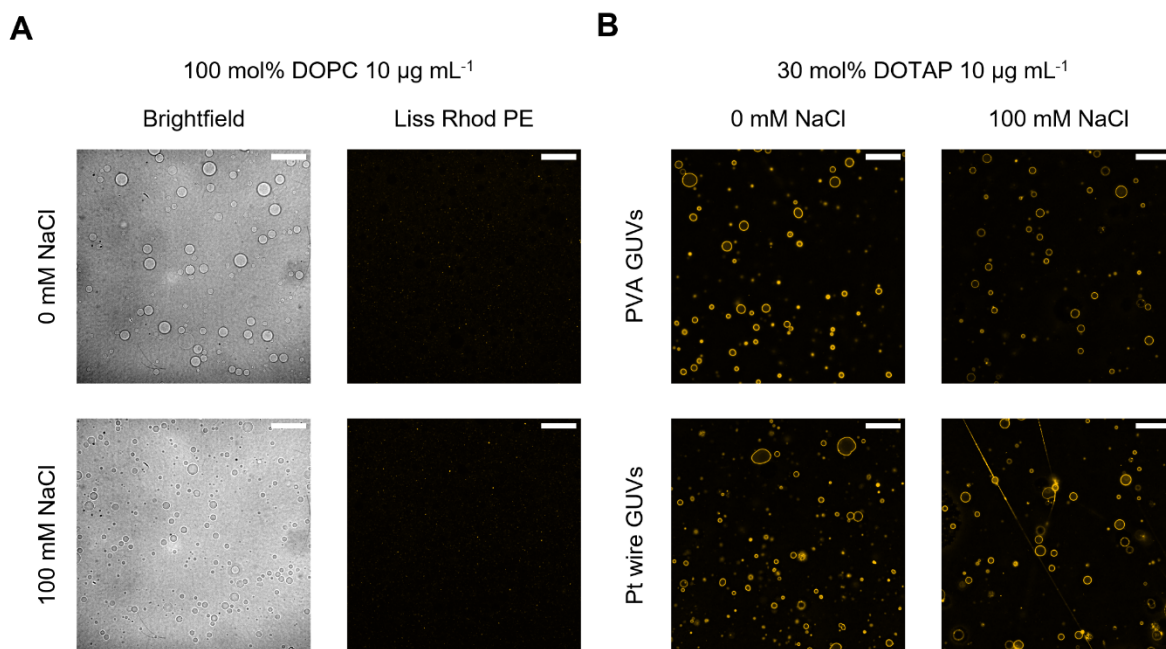 A
100 mol% DOPC 10 µg mL⁻¹
Brightfield
Liss Rhod PE
0 mM NaCl
100 mM NaCl
B
30 mol% DOTAP 10 µg mL⁻¹
0 mM NaCl
100 mM NaCl
PVA GUVs
Pt wire GUVs